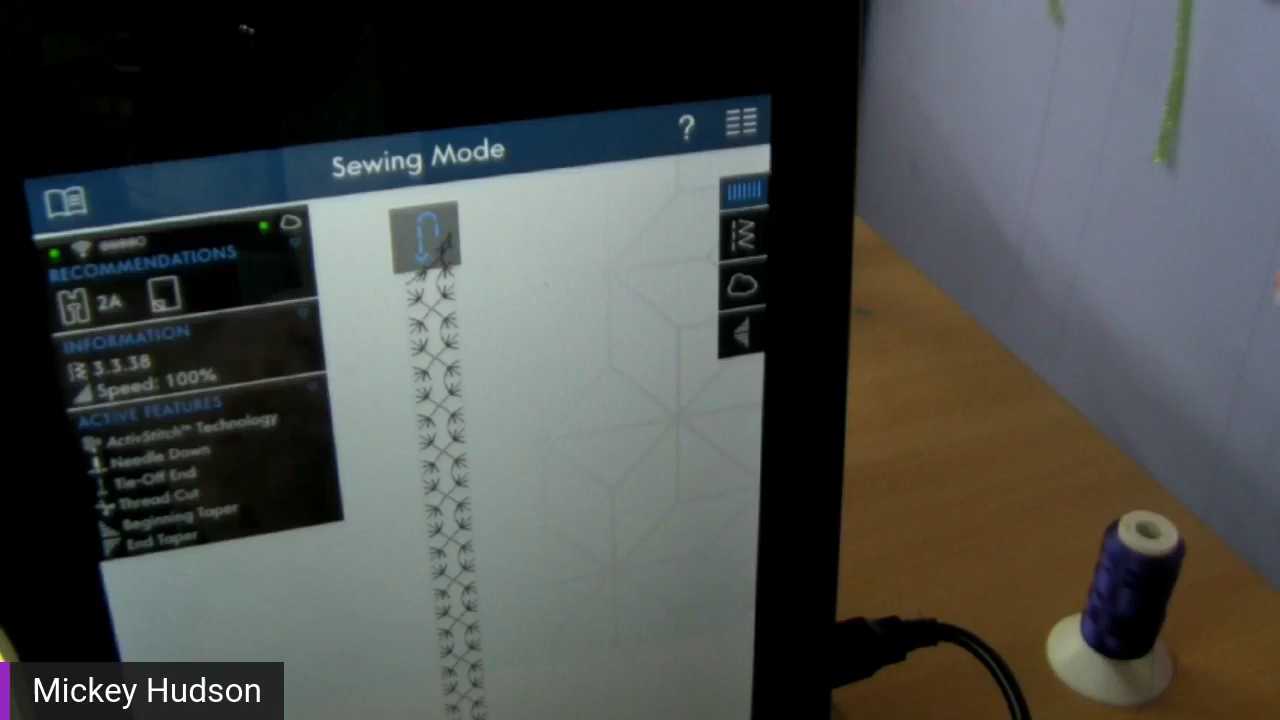 Sewing Mode
?
RECOMMENDATIONS
2A
INFORMATION
3.3.38
Speed: 100%
ACTIVE FEATURES
ActivStitch™ Technology
Needle Down
Tie-Off End
Thread Cut
Beginning Taper
End Taper
Mickey Hudson